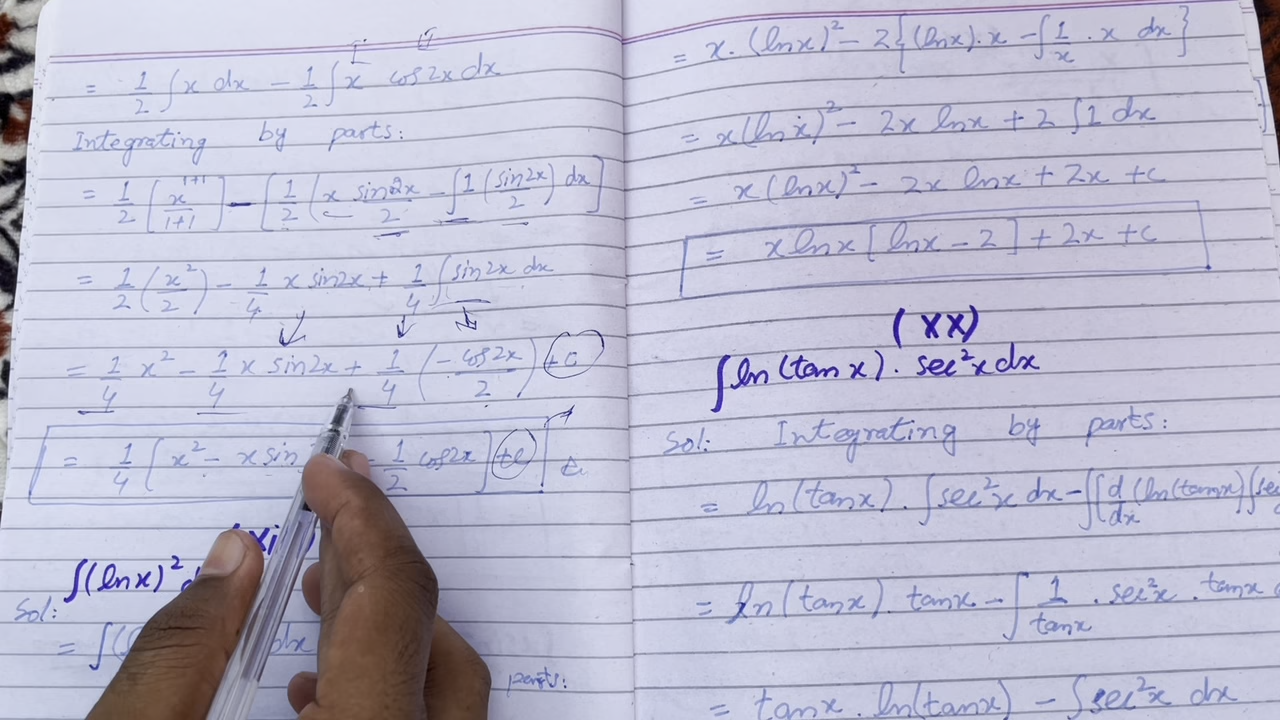 I II
= 1/2 ∫ x dx - 1/2 ∫ x cos2x dx
Integrating by parts:
= 1/2 [x^(1+1)/(1+1)] - [1/2 (x sin2x/2 - ∫1 (sin2x/2) dx]
= 1/2 (x²/2) - 1/4 x sin2x + 1/4 ∫ sin2x dx
= 1/4 x² - 1/4 x sin2x + 1/4 (-cos2x/2) + c
= 1/4 [x² - x sin - 1/2 cos2x] + c
∫(lnx)²
Sol:
= ∫( dx
parts:
= x.(lnx)² - 2{(lnx).x - ∫ 1/x . x dx}
= x(lnx)² - 2x lnx + 2 ∫1 dx
= x(lnx)² - 2x lnx + 2x + c
= x lnx [lnx - 2] + 2x + c
(XX)
∫ln(tan x). sec²x dx
Sol: Integrating by parts:
= ln(tanx). ∫sec²x dx - ∫[d/dx (ln(tanx)(sec
= ln(tanx). tanx - ∫ 1/tanx . sec²x . tanx
= tanx . ln(tanx) - ∫sec²x dx